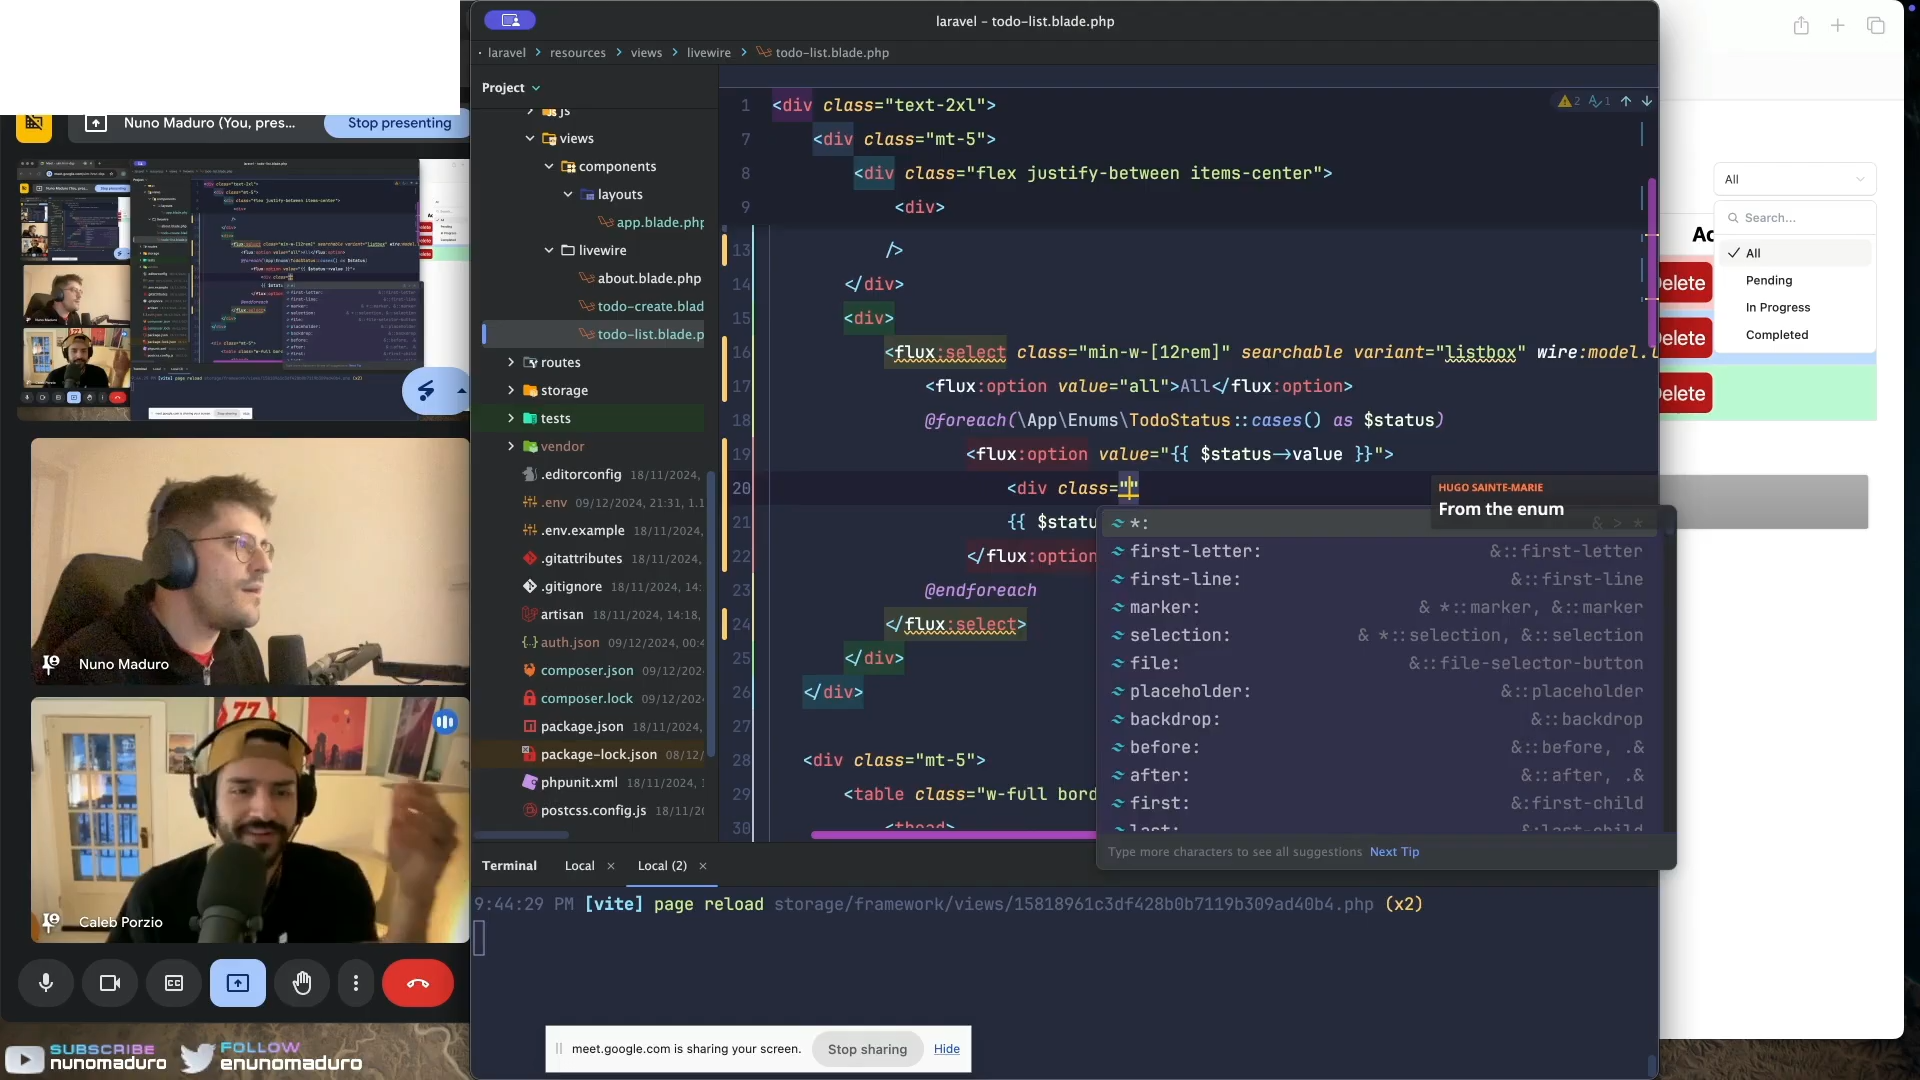 laravel – todo-list.blade.php
laravel > resources > views > livewire > todo-list.blade.php
Nuno Maduro (You, pres...
Stop presenting
Project
js
views
components
layouts
app.blade.php
livewire
about.blade.php
todo-create.blad
todo-list.blade.p
routes
storage
tests
vendor
.editorconfig 18/11/2024,
.env 09/12/2024, 21:31, 1.1
.env.example 18/11/2024,
.gitattributes 18/11/2024,
.gitignore 18/11/2024, 14:
artisan 18/11/2024, 14:18,
auth.json 09/12/2024, 00:4
composer.json 09/12/202
composer.lock 09/12/202
package.json 18/11/2024,
package-lock.json 08/12/
phpunit.xml 18/11/2024, 1
postcss.config.js 18/11/20
2 1
1 <div class="text-2xl">
7 <div class="mt-5">
8 <div class="flex justify-between items-center">
9 <div>
13 />
14 </div>
15 <div>
16 <flux:select class="min-w-[12rem]" searchable variant="listbox" wire:model.l
17 <flux:option value="all">All</flux:option>
18 @foreach(\App\Enums\TodoStatus::cases() as $status)
19 <flux:option value="{{ $status->value }}">
20 <div class=""
21 {{ $statu
22 </flux:option
23 @endforeach
24 </flux:select>
25 </div>
26 </div>
27
28 <div class="mt-5">
29 <table class="w-full bord
30 <thead>
HUGO SAINTE-MARIE
From the enum
*: & > *
first-letter: &::first-letter
first-line: &::first-line
marker: & *::marker, &::marker
selection: & *::selection, &::selection
file: &::file-selector-button
placeholder: &::placeholder
backdrop: &::backdrop
before: &::before, .&
after: &::after, .&
first: &:first-child
last: &:last-child
Type more characters to see all suggestions Next Tip
Terminal Local × Local (2) ×
9:44:29 PM [vite] page reload storage/framework/views/15818961c3df428b0b7119b309ad40b4.php (x2)
All
Search...
All
Pending
In Progress
Completed
Ac
elete
elete
elete
77
Nuno Maduro
Caleb Porzio
meet.google.com is sharing your screen.
Stop sharing
Hide
SUBSCRIBE
nunomaduro
FOLLOW
enunomaduro